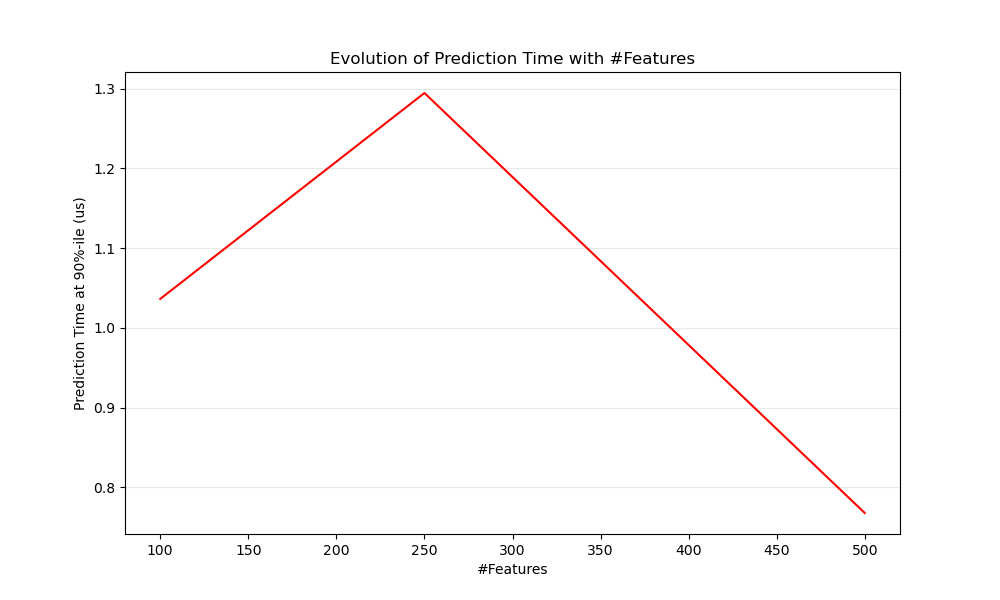 Evolution of Prediction Time with #Features
Prediction Time at 90%-ile (us)
1.3
1.2
1.1
1.0
0.9
0.8
100 150 200 250 300 350 400 450 500
#Features